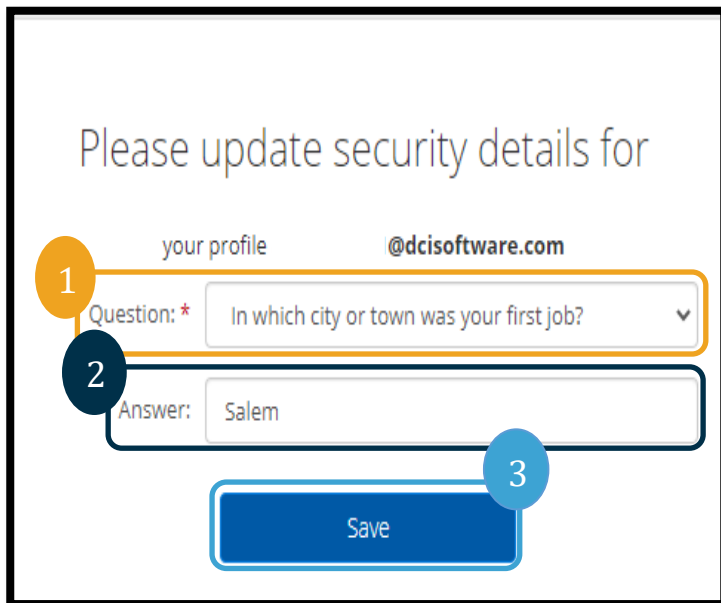 Please update security details for
your profile @dcisoftware.com
1
Question: * In which city or town was your first job?
2
Answer: Salem
3
Save